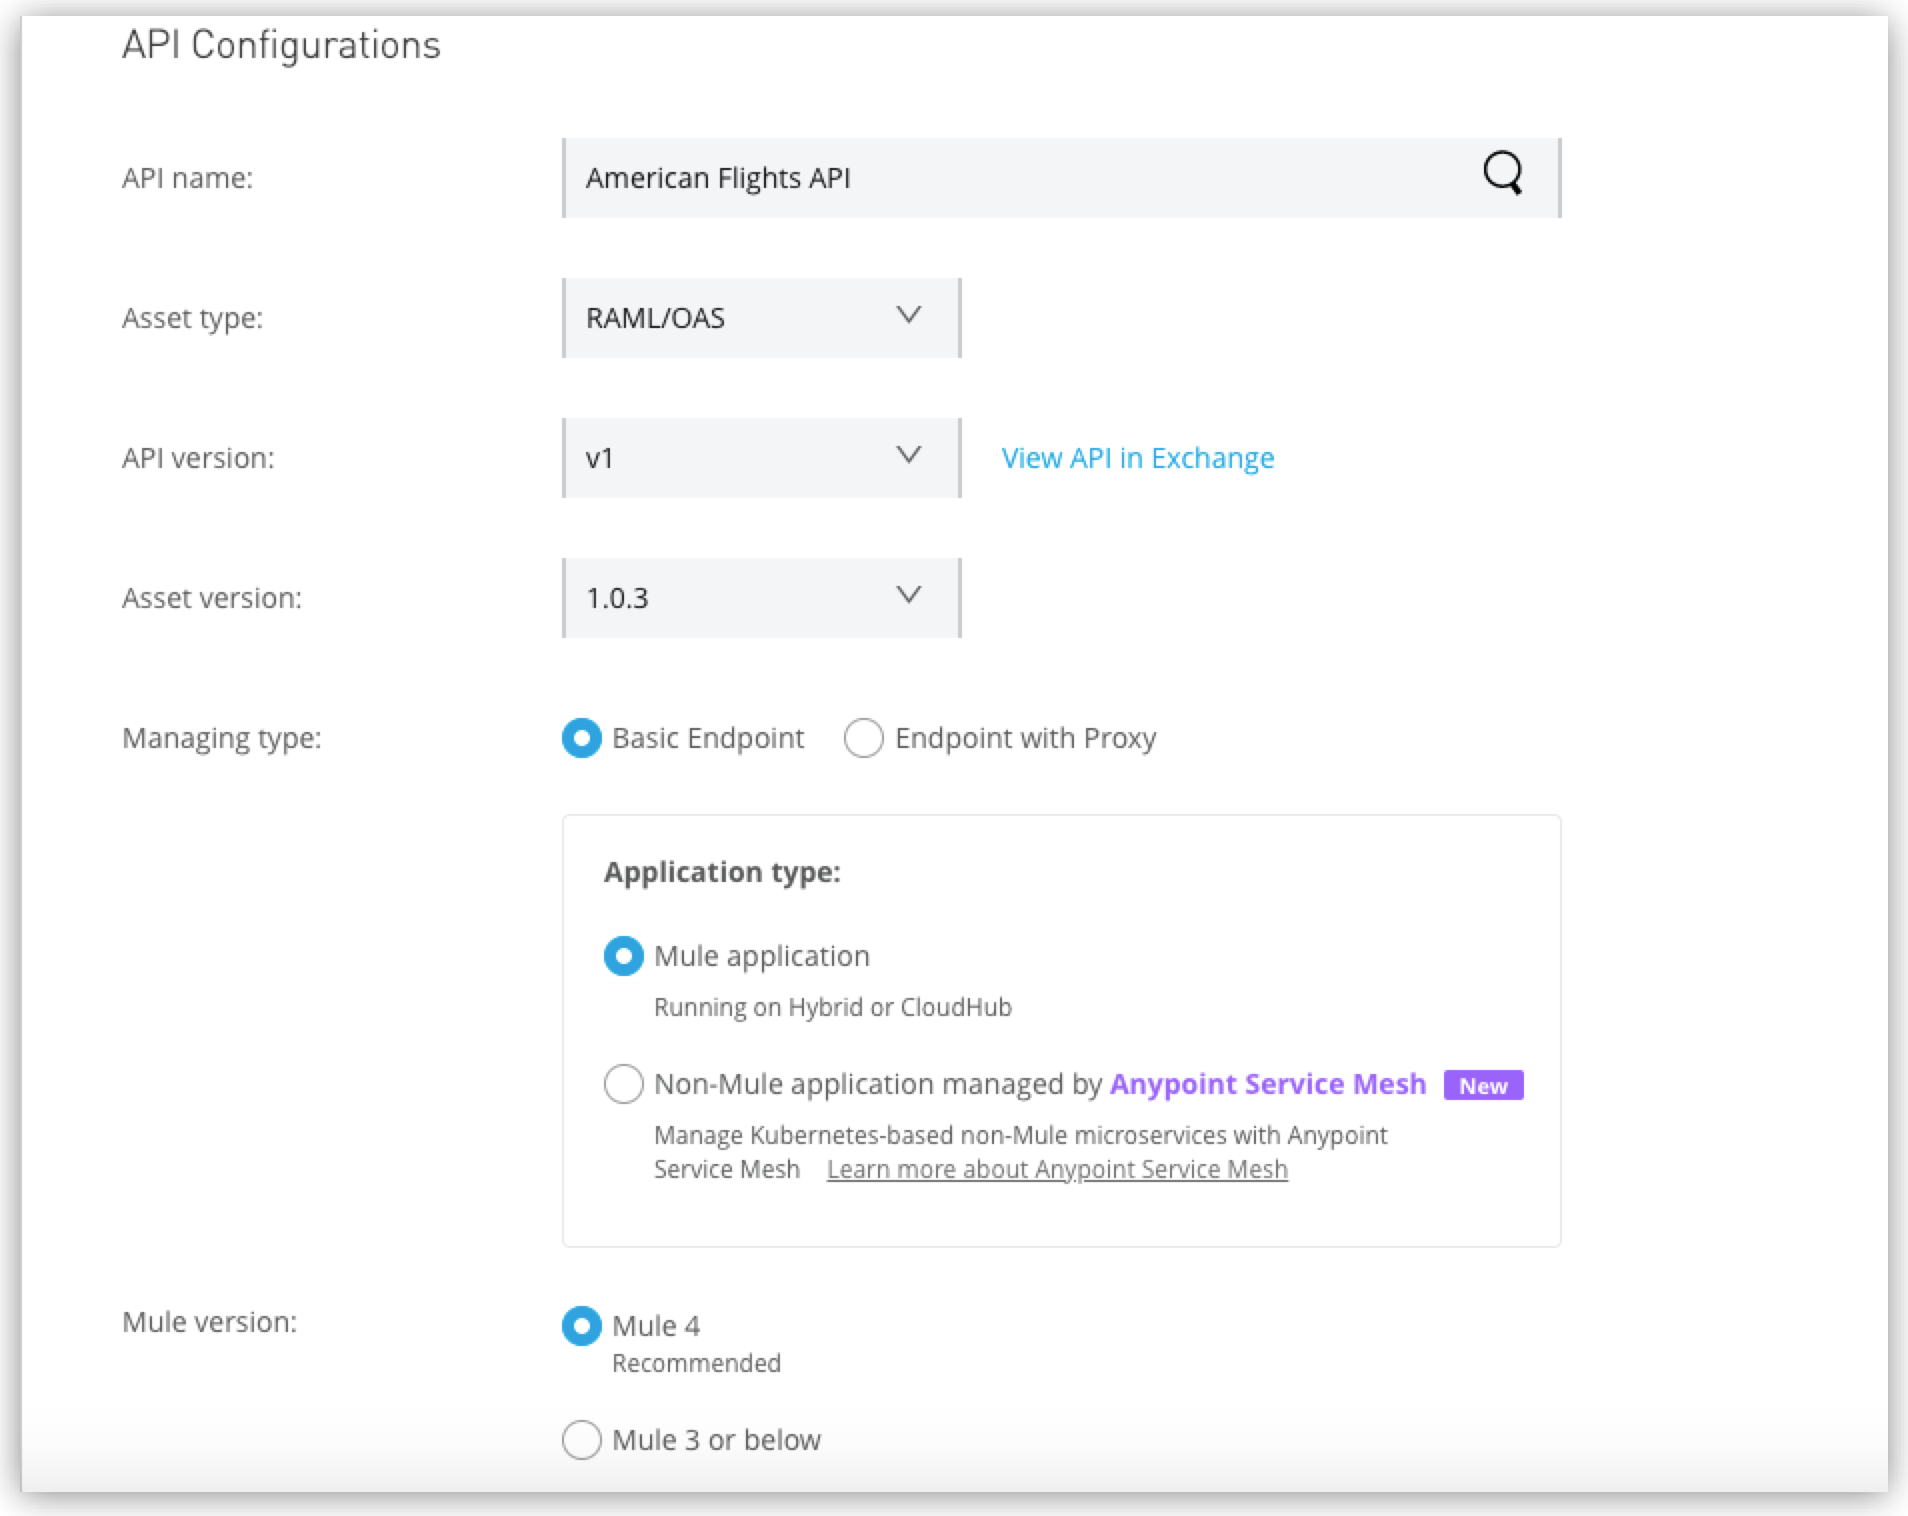 API Configurations
API name:
American Flights API
Asset type:
RAML/OAS
API version:
v1
View API in Exchange
Asset version:
1.0.3
Managing type:
Basic Endpoint
Endpoint with Proxy
Application type:
Mule application
Running on Hybrid or CloudHub
Non-Mule application managed by Anypoint Service Mesh New
Manage Kubernetes-based non-Mule microservices with Anypoint
Service Mesh Learn more about Anypoint Service Mesh
Mule version:
Mule 4
Recommended
Mule 3 or below